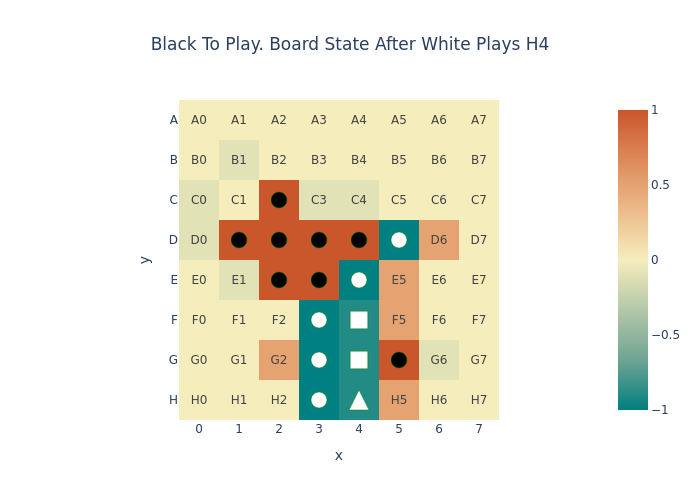 Black To Play. Board State After White Plays H4
A A0 A1 A2 A3 A4 A5 A6 A7
B B0 B1 B2 B3 B4 B5 B6 B7
C C0 C1 C3 C4 C5 C6 C7
D D0 D6 D7
E E0 E1 E5 E6 E7
F F0 F1 F2 F5 F6 F7
G G0 G1 G2 G6 G7
H H0 H1 H2 H5 H6 H7
0 1 2 3 4 5 6 7
x
y
1
0.5
0
−0.5
−1